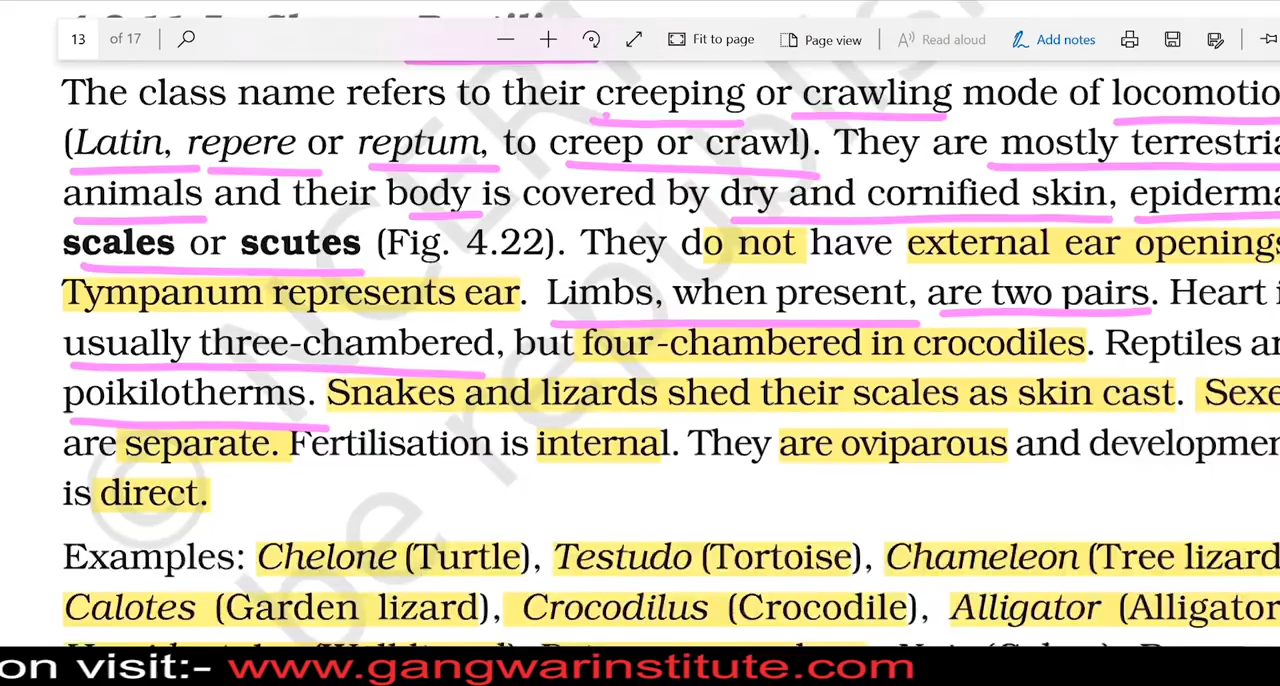 13 of 17 Fit to page Page view Read aloud Add notes
The class name refers to their creeping or crawling mode of locomotio
(Latin, repere or reptum, to creep or crawl). They are mostly terrestria
animals and their body is covered by dry and cornified skin, epiderma
scales or scutes (Fig. 4.22). They do not have external ear openings
Tympanum represents ear. Limbs, when present, are two pairs. Heart i
usually three-chambered, but four-chambered in crocodiles. Reptiles ar
poikilotherms. Snakes and lizards shed their scales as skin cast. Sexe
are separate. Fertilisation is internal. They are oviparous and developmen
is direct.
Examples: Chelone (Turtle), Testudo (Tortoise), Chameleon (Tree lizard
Calotes (Garden lizard), Crocodilus (Crocodile), Alligator (Alligator
on visit:- www.gangwarinstitute.com